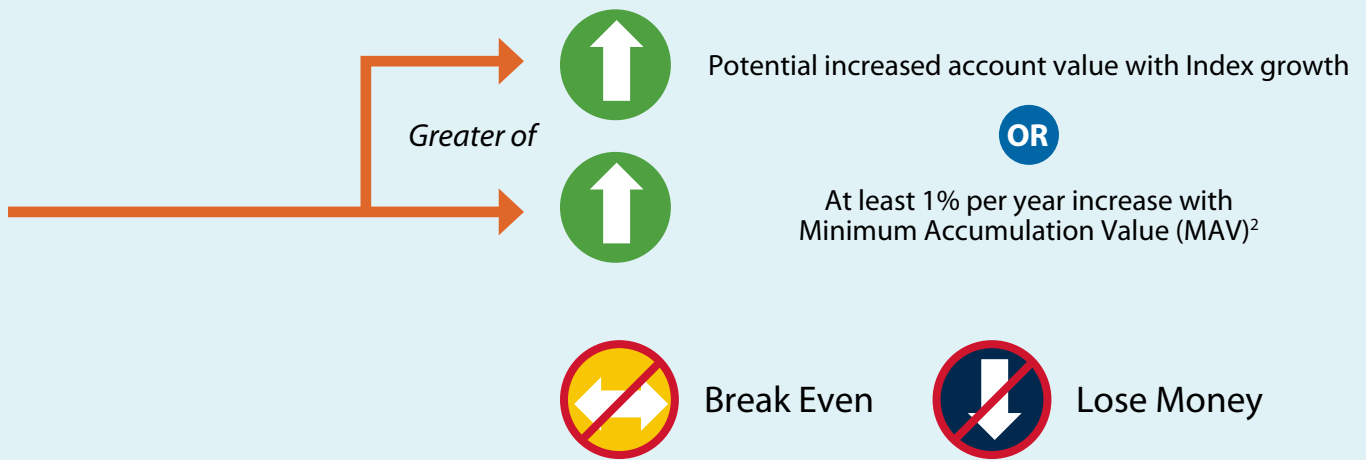 Potential increased account value with Index growth
Greater of
OR
At least 1% per year increase with
Minimum Accumulation Value (MAV)²
Break Even
Lose Money